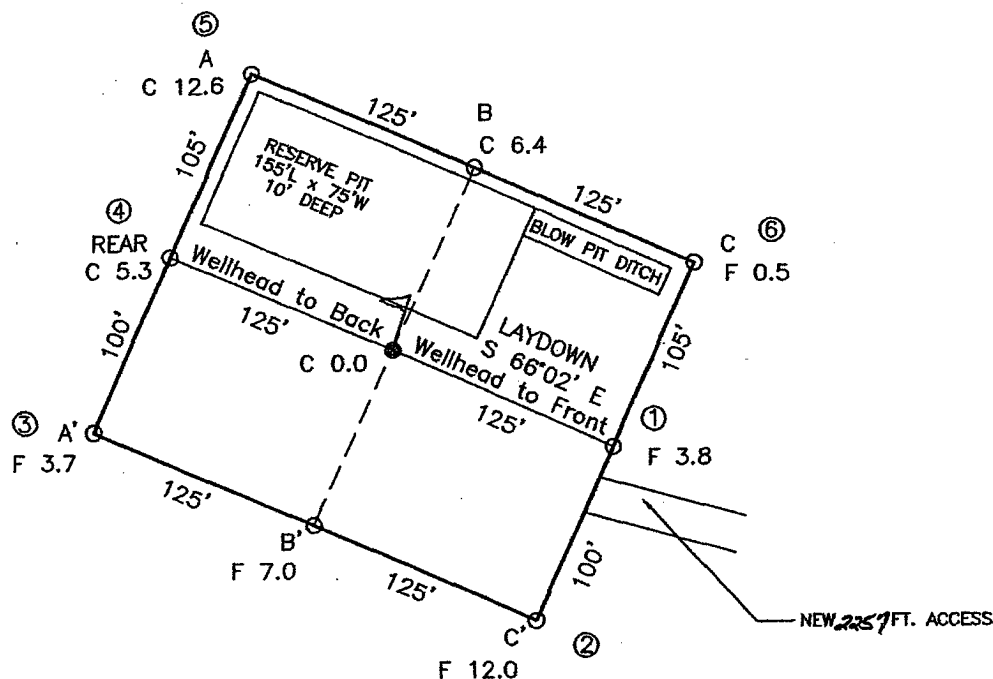 ⑤
A
C 12.6
125'
B
C 6.4
125'
C ⑥
F 0.5
105'
RESERVE PIT
155'L x 75'W
10' DEEP
BLOW PIT DITCH
④
REAR
C 5.3
Wellhead to Back
125'
C 0.0
LAYDOWN
S 66°02' E
Wellhead to Front
125'
105'
①
F 3.8
100'
③ A'
F 3.7
125'
B'
F 7.0
125'
100'
C'
②
F 12.0
NEW 2257 FT. ACCESS